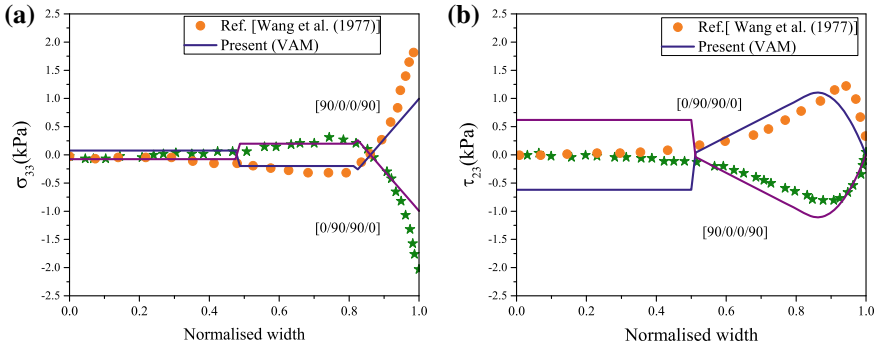 (a)
2.5
2.0
1.5
1.0
0.5
0.0
-0.5
-1.0
-1.5
-2.0
-2.5
σ33(kPa)
Ref. [Wang et al. (1977)]
Present (VAM)
[90/0/0/90]
[0/90/90/0]
0.0 0.2 0.4 0.6 0.8 1.0
Normalised width
(b)
2.5
2.0
1.5
1.0
0.5
0.0
-0.5
-1.0
-1.5
-2.0
-2.5
τ23(kPa)
Ref.[ Wang et al. (1977)]
Present (VAM)
[0/90/90/0]
[90/0/0/90]
0.0 0.2 0.4 0.6 0.8 1.0
Normalised width